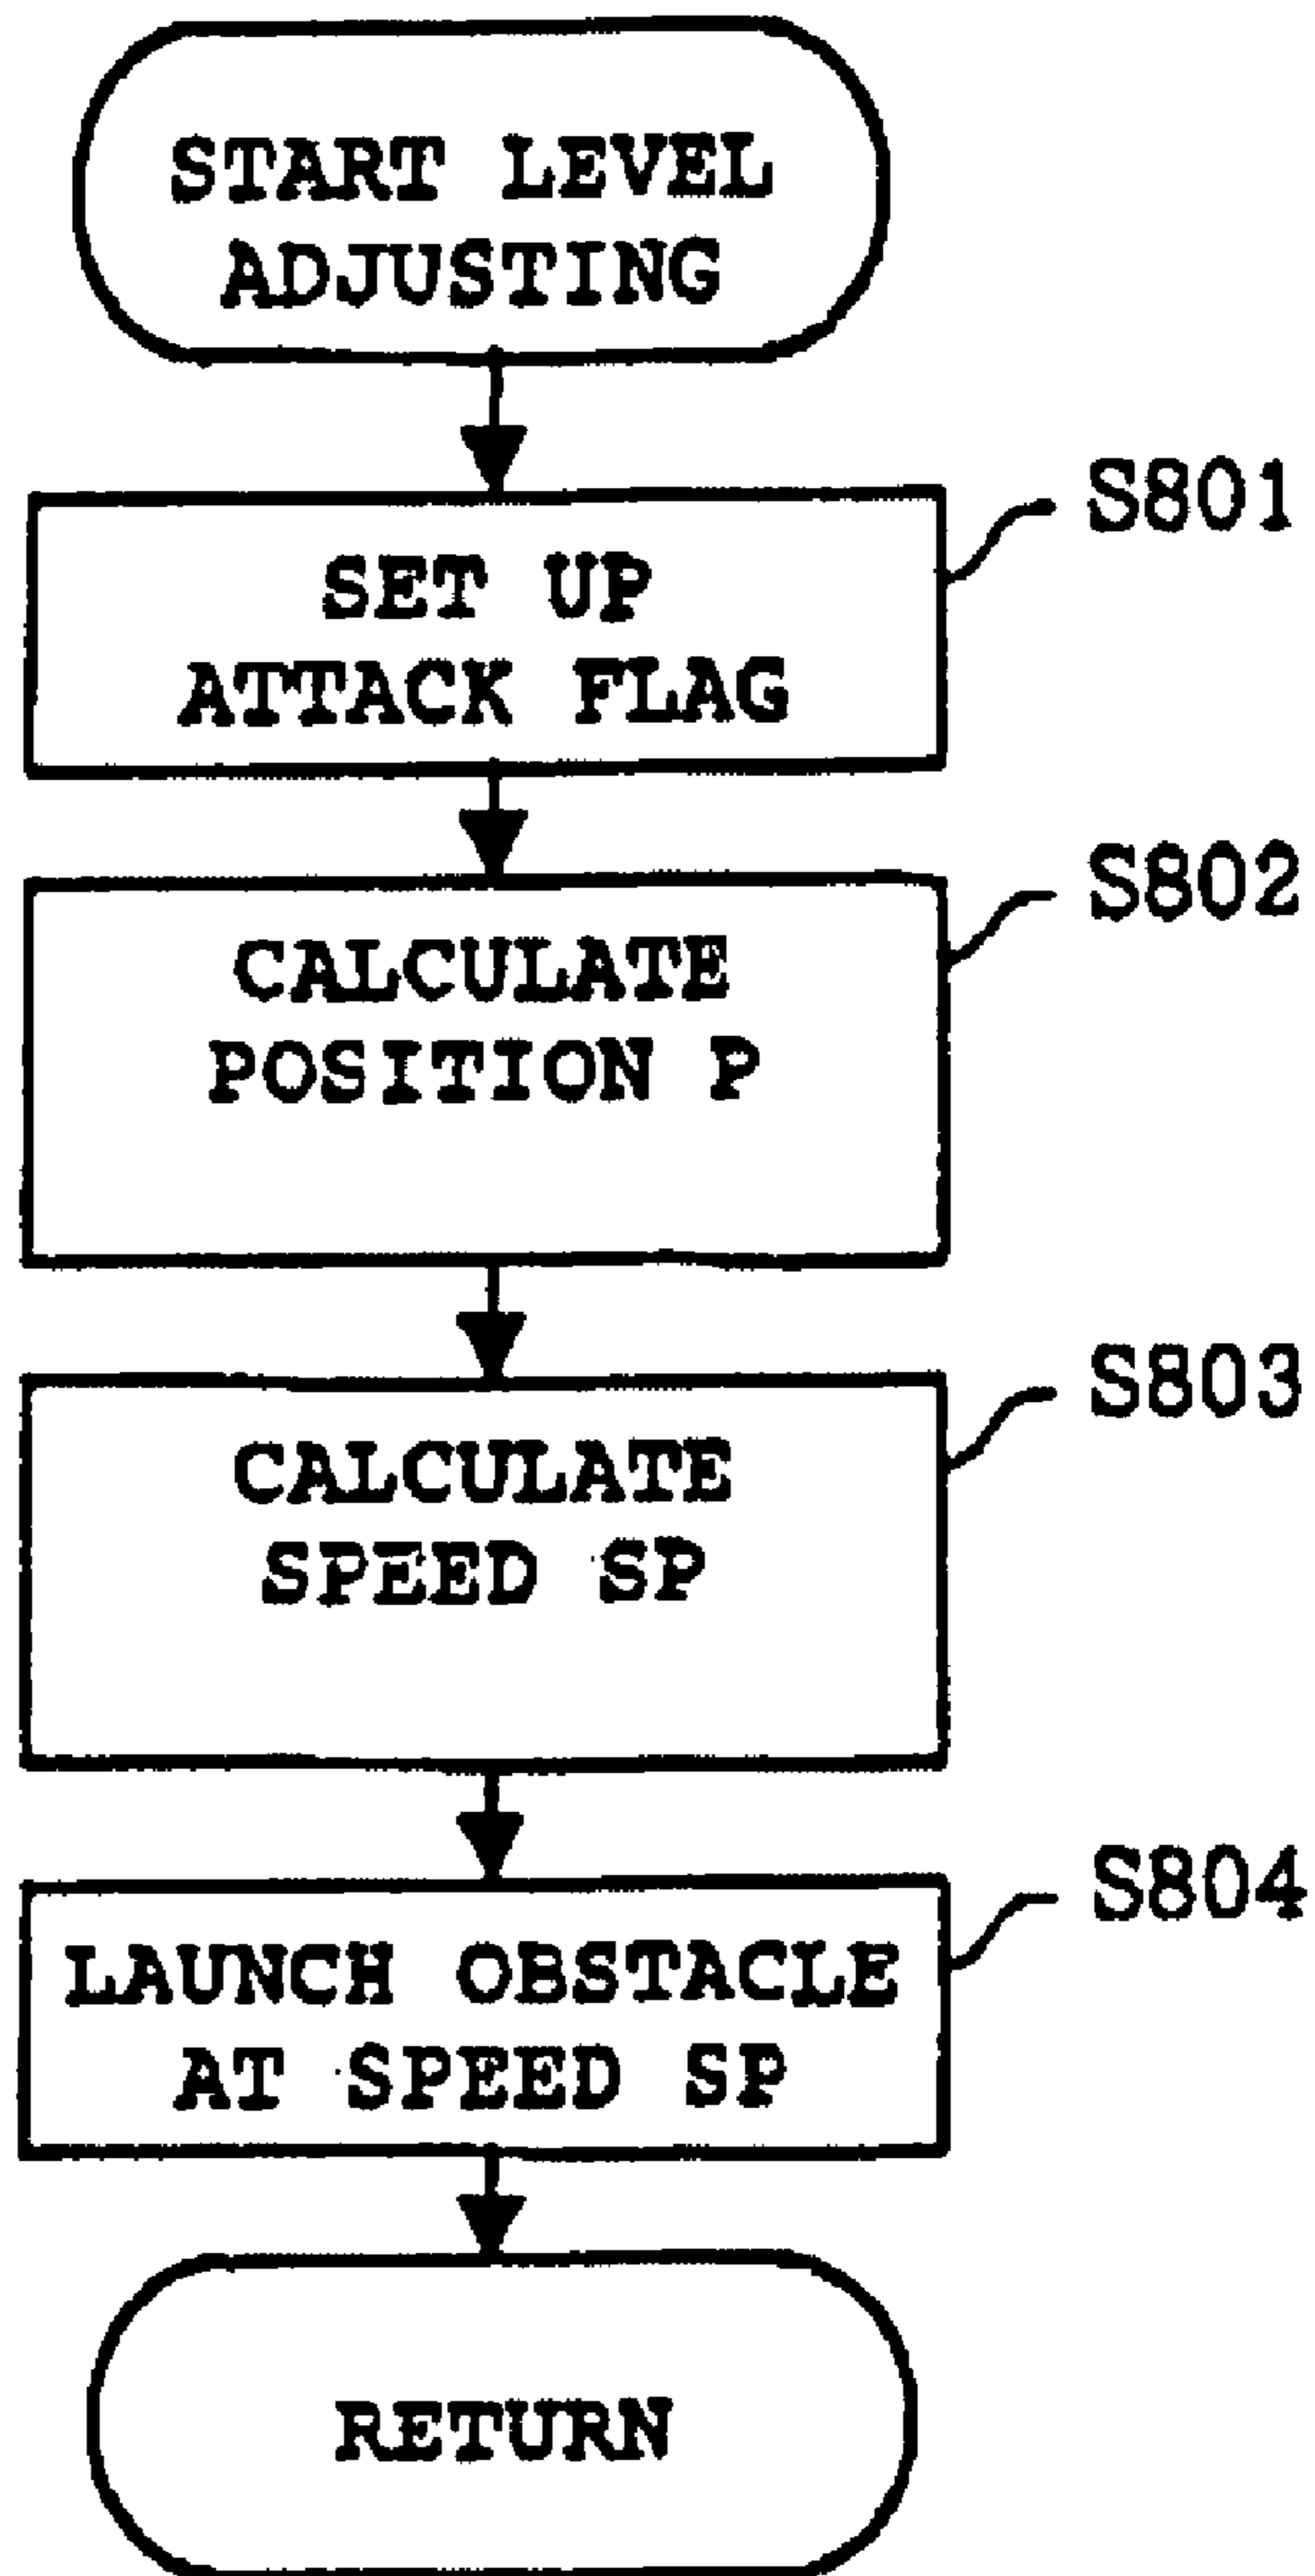 START LEVEL
ADJUSTING
S801
SET UP
ATTACK FLAG
S802
CALCULATE
POSITION P
S803
CALCULATE
SPEED SP
S804
LAUNCH OBSTACLE
AT SPEED SP
RETURN